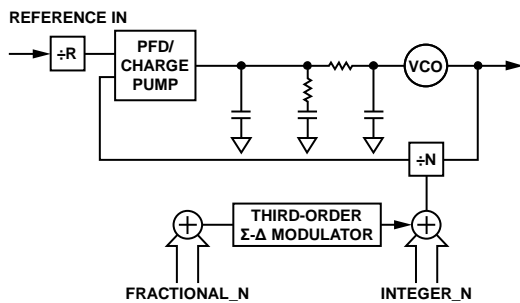 REFERENCE IN
÷R
PFD/
CHARGE
PUMP
VCO
÷N
THIRD-ORDER
Σ-Δ MODULATOR
FRACTIONAL_N
INTEGER_N